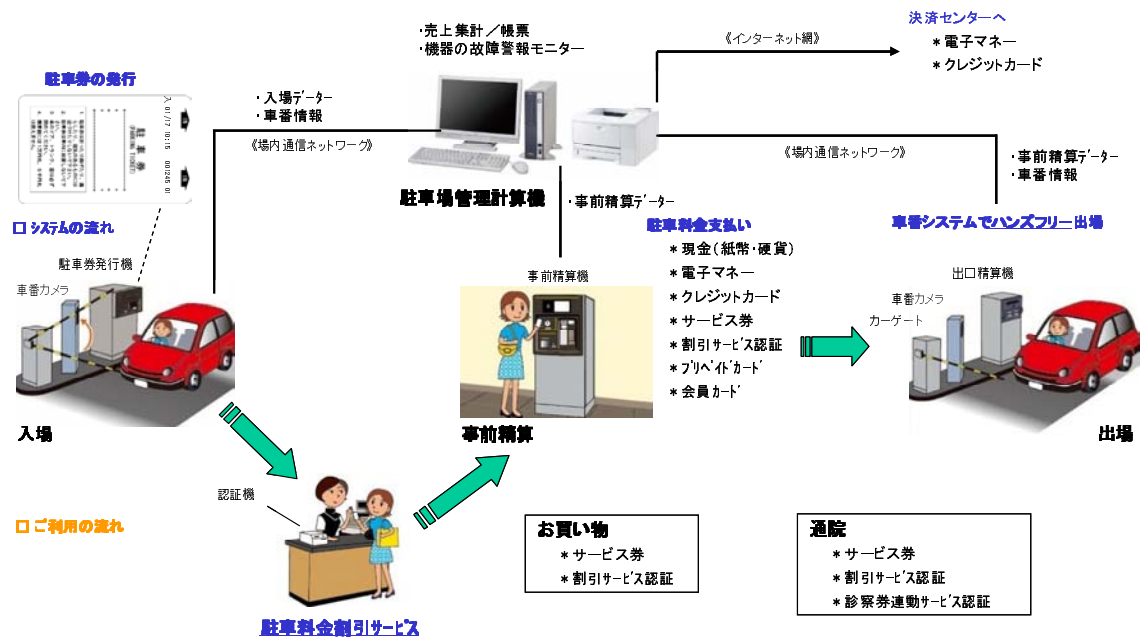 ・売上集計／帳票
・機器の故障警報モニター
《インターネット網》
決済センターへ
＊電子マネー
＊クレジットカード
駐車券の発行
入 01/17 10:15 001245 01
駐車券
(PARKING TICKET)
・入場ﾃﾞｰﾀｰ
・車番情報
《場内通信ネットワーク》
《場内通信ネットワーク》
・事前精算ﾃﾞｰﾀｰ
・車番情報
駐車場管理計算機
・事前精算データー
□ ｼｽﾃﾑの流れ
駐車料金支払い
車番システムでハンズフリー出場
駐車券発行機
車番カメラ
事前精算機
＊現金（紙幣・硬貨）
＊電子マネー
＊クレジットカード
＊サービス券
＊割引ｻｰﾋﾞｽ認証
＊ﾌﾟﾘﾍﾟｲﾄﾞｶｰﾄﾞ
＊会員ｶｰﾄﾞ
出口精算機
車番カメラ
カーゲート
入場
事前精算
出場
認証機
□ ご利用の流れ
お買い物
＊サービス券
＊割引ｻｰﾋﾞｽ認証
通院
＊サービス券
＊割引ｻｰﾋﾞｽ認証
＊診察券連動ｻｰﾋﾞｽ認証
駐車料金割引ｻｰﾋﾞｽ